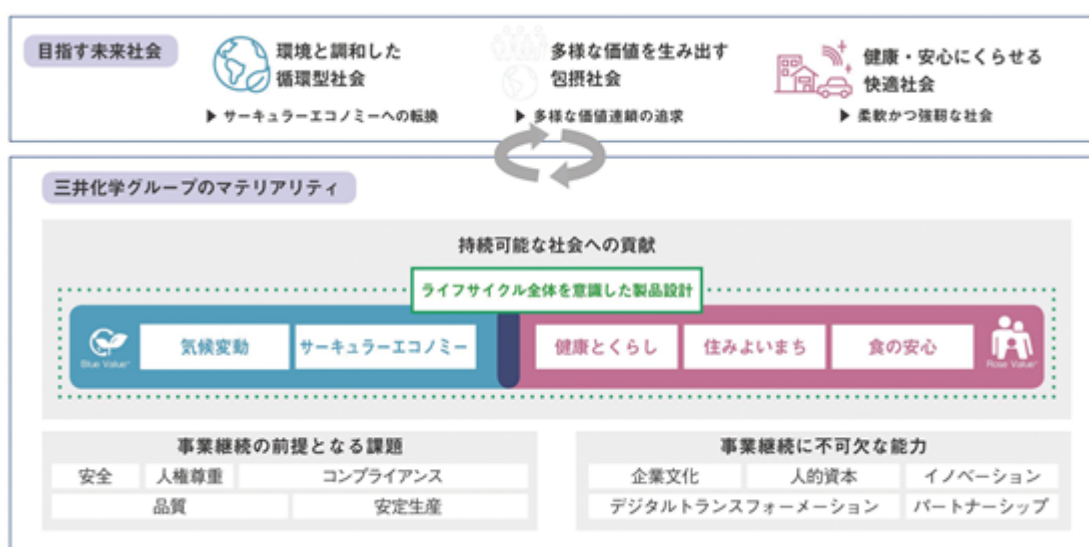 目指す未来社会
環境と調和した
循環型社会
▶ サーキュラーエコノミーへの転換
多様な価値を生み出す
包摂社会
▶ 多様な価値連鎖の追求
健康・安心にくらせる
快適社会
▶ 柔軟かつ強靭な社会
三井化学グループのマテリアリティ
持続可能な社会への貢献
ライフサイクル全体を意識した製品設計
Blue Value®
気候変動
サーキュラーエコノミー
健康とくらし
住みよいまち
食の安心
Rose Value®
事業継続の前提となる課題
安全
人権尊重
コンプライアンス
品質
安定生産
事業継続に不可欠な能力
企業文化
人的資本
イノベーション
デジタルトランスフォーメーション
パートナーシップ